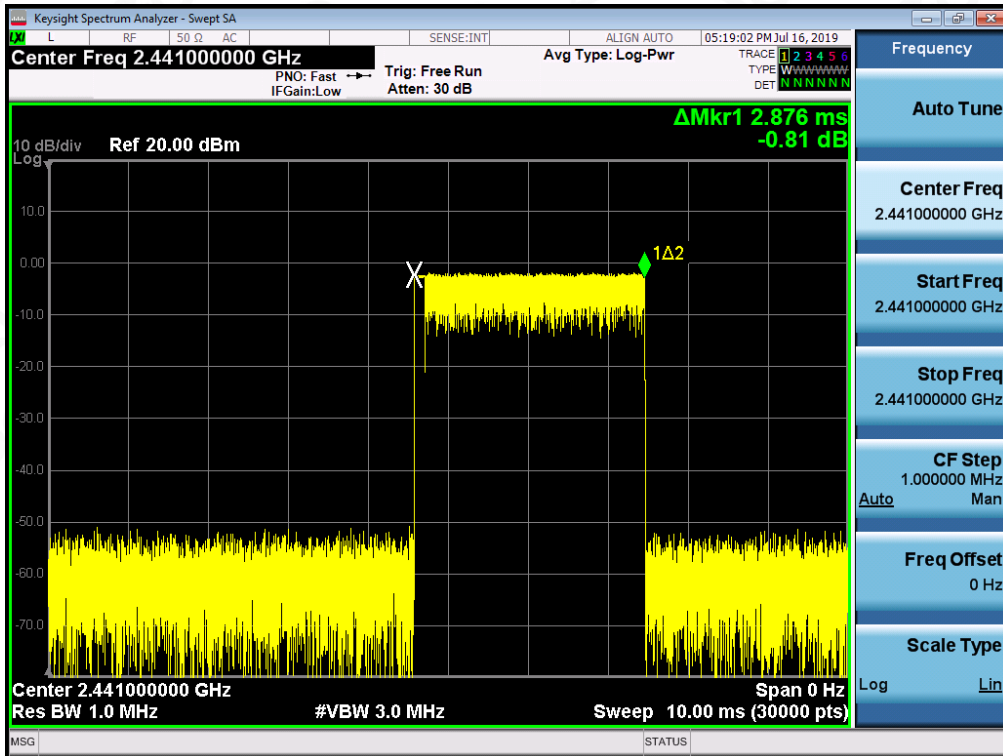 Keysight Spectrum Analyzer - Swept SA
LXI L RF 50 Ω AC SENSE:INT ALIGN AUTO 05:19:02 PM Jul 16, 2019
Center Freq 2.441000000 GHz
PNO: Fast
IFGain:Low
Trig: Free Run
Atten: 30 dB
Avg Type: Log-Pwr
TRACE 1 2 3 4 5 6
TYPE WWWWWW
DET N N N N N N
ΔMkr1 2.876 ms
-0.81 dB
10 dB/div Ref 20.00 dBm
Log
10.0
0.00
-10.0
-20.0
-30.0
-40.0
-50.0
-60.0
-70.0
X
1Δ2
Center 2.441000000 GHz Span 0 Hz
Res BW 1.0 MHz #VBW 3.0 MHz Sweep 10.00 ms (30000 pts)
MSG STATUS
Frequency
Auto Tune
Center Freq
2.441000000 GHz
Start Freq
2.441000000 GHz
Stop Freq
2.441000000 GHz
CF Step
1.000000 MHz
Auto Man
Freq Offset
0 Hz
Scale Type
Log Lin